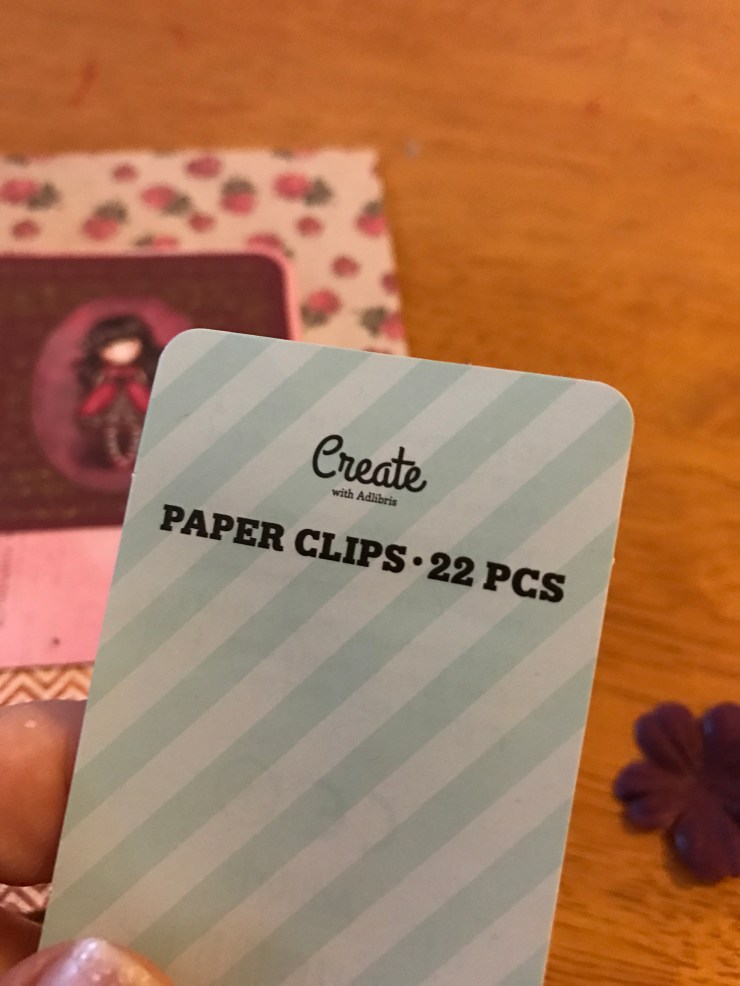 Create
with Adlibris
PAPER CLIPS • 22 PCS